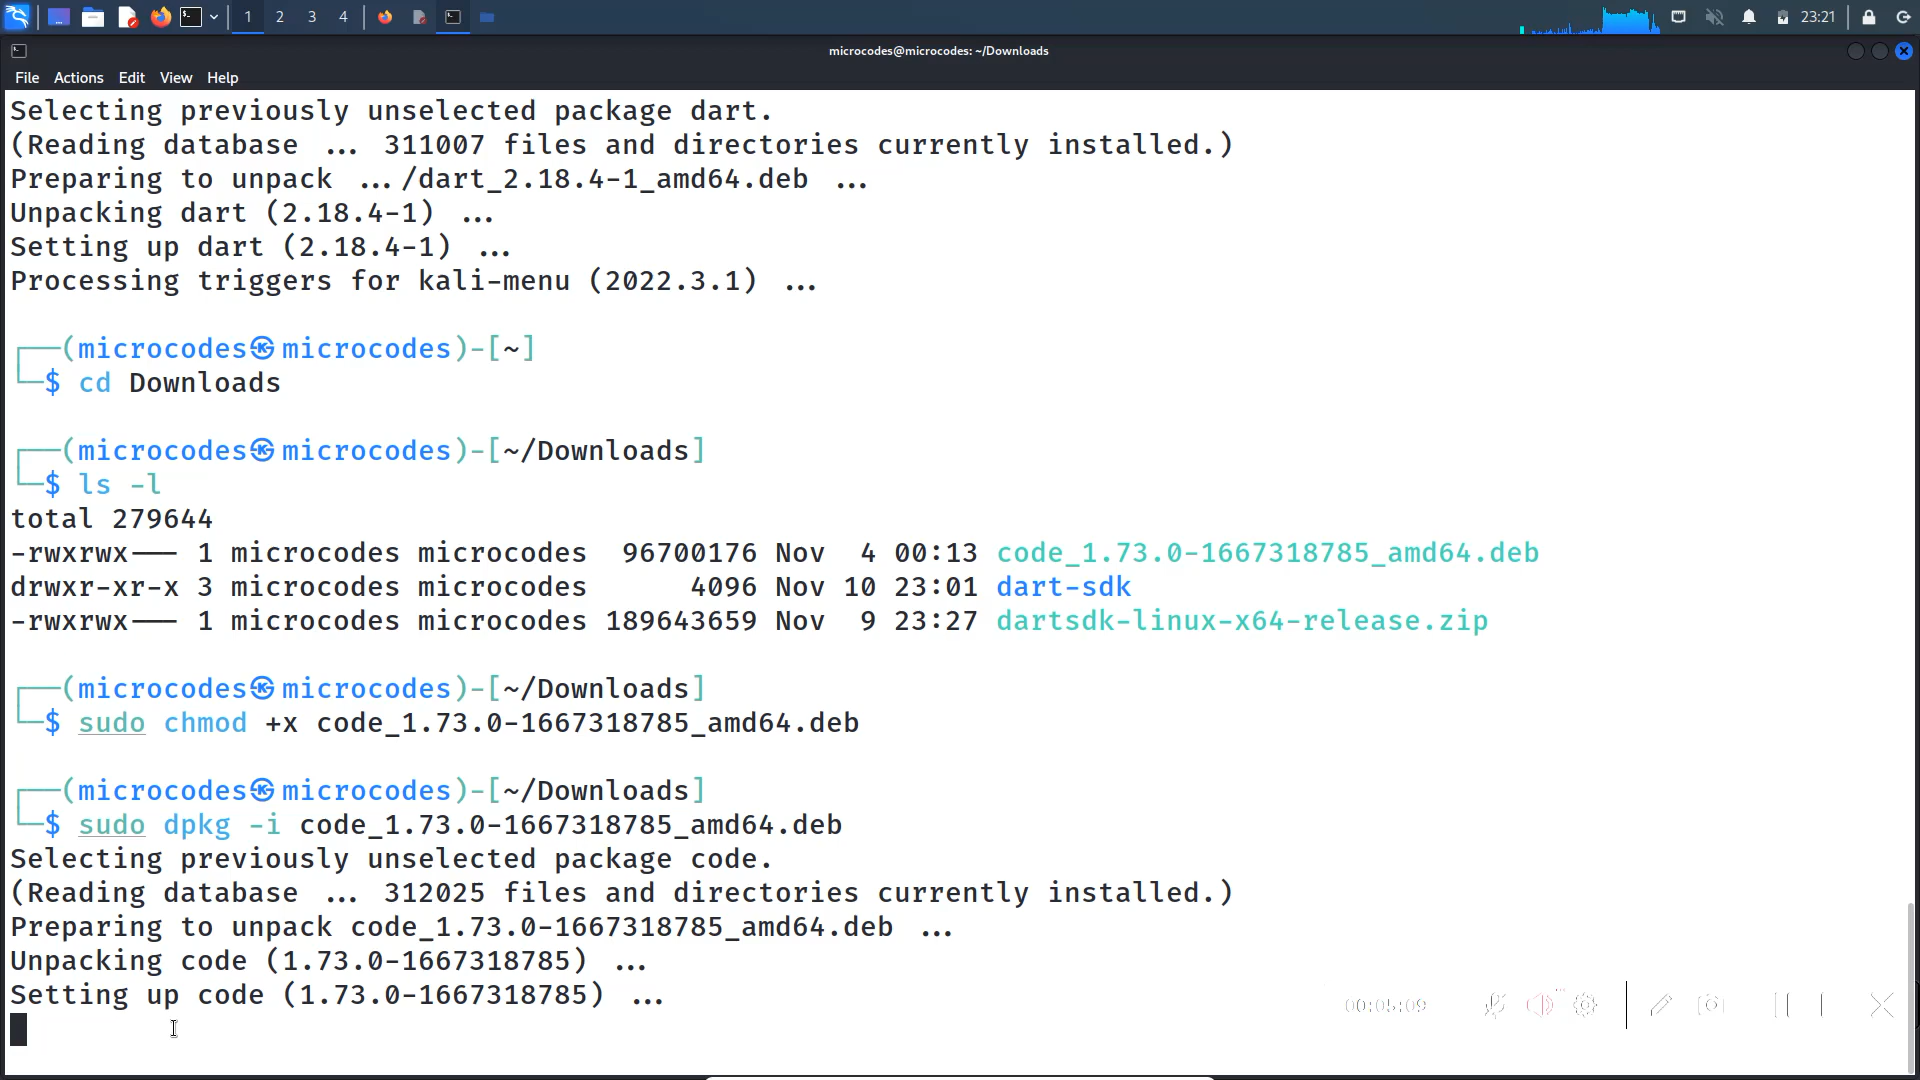 1 2 3 4 23:21
microcodes@microcodes: ~/Downloads
File Actions Edit View Help
Selecting previously unselected package dart.
(Reading database ... 311007 files and directories currently installed.)
Preparing to unpack .../dart_2.18.4-1_amd64.deb ...
Unpacking dart (2.18.4-1) ...
Setting up dart (2.18.4-1) ...
Processing triggers for kali-menu (2022.3.1) ...
┌──(microcodes㉿microcodes)-[~]
└─$ cd Downloads
┌──(microcodes㉿microcodes)-[~/Downloads]
└─$ ls -l
total 279644
-rwxrwx--- 1 microcodes microcodes  96700176 Nov  4 00:13 code_1.73.0-1667318785_amd64.deb
drwxr-xr-x 3 microcodes microcodes      4096 Nov 10 23:01 dart-sdk
-rwxrwx--- 1 microcodes microcodes 189643659 Nov  9 23:27 dartsdk-linux-x64-release.zip
┌──(microcodes㉿microcodes)-[~/Downloads]
└─$ sudo chmod +x code_1.73.0-1667318785_amd64.deb
┌──(microcodes㉿microcodes)-[~/Downloads]
└─$ sudo dpkg -i code_1.73.0-1667318785_amd64.deb
Selecting previously unselected package code.
(Reading database ... 312025 files and directories currently installed.)
Preparing to unpack code_1.73.0-1667318785_amd64.deb ...
Unpacking code (1.73.0-1667318785) ...
Setting up code (1.73.0-1667318785) ...
00:05:09